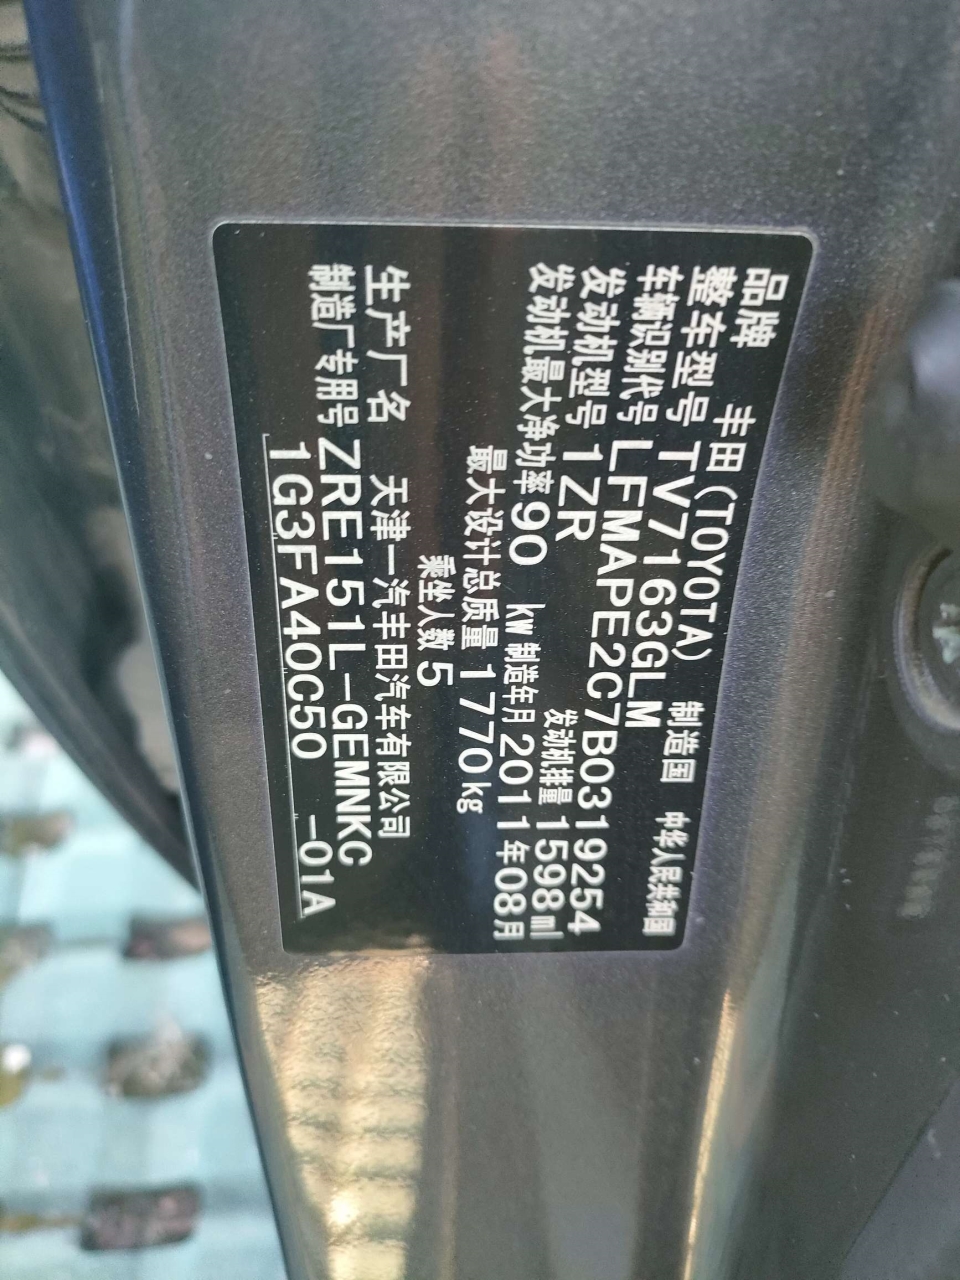 品牌 丰田(TOYOTA) 制造国 中华人民共和国
整车型号 TV7163GLM
车辆识别代号 LFMAPE2C7B0319254
发动机型号 1ZR 发动机排量 1598ml
发动机最大净功率 90 kW 制造年月 2011年08月
最大设计总质量 1770kg
乘坐人数 5
生产厂名 天津一汽丰田汽车有限公司
制造厂专用号 ZRE151L-GEMNKC
1G3FA40C50 -01A